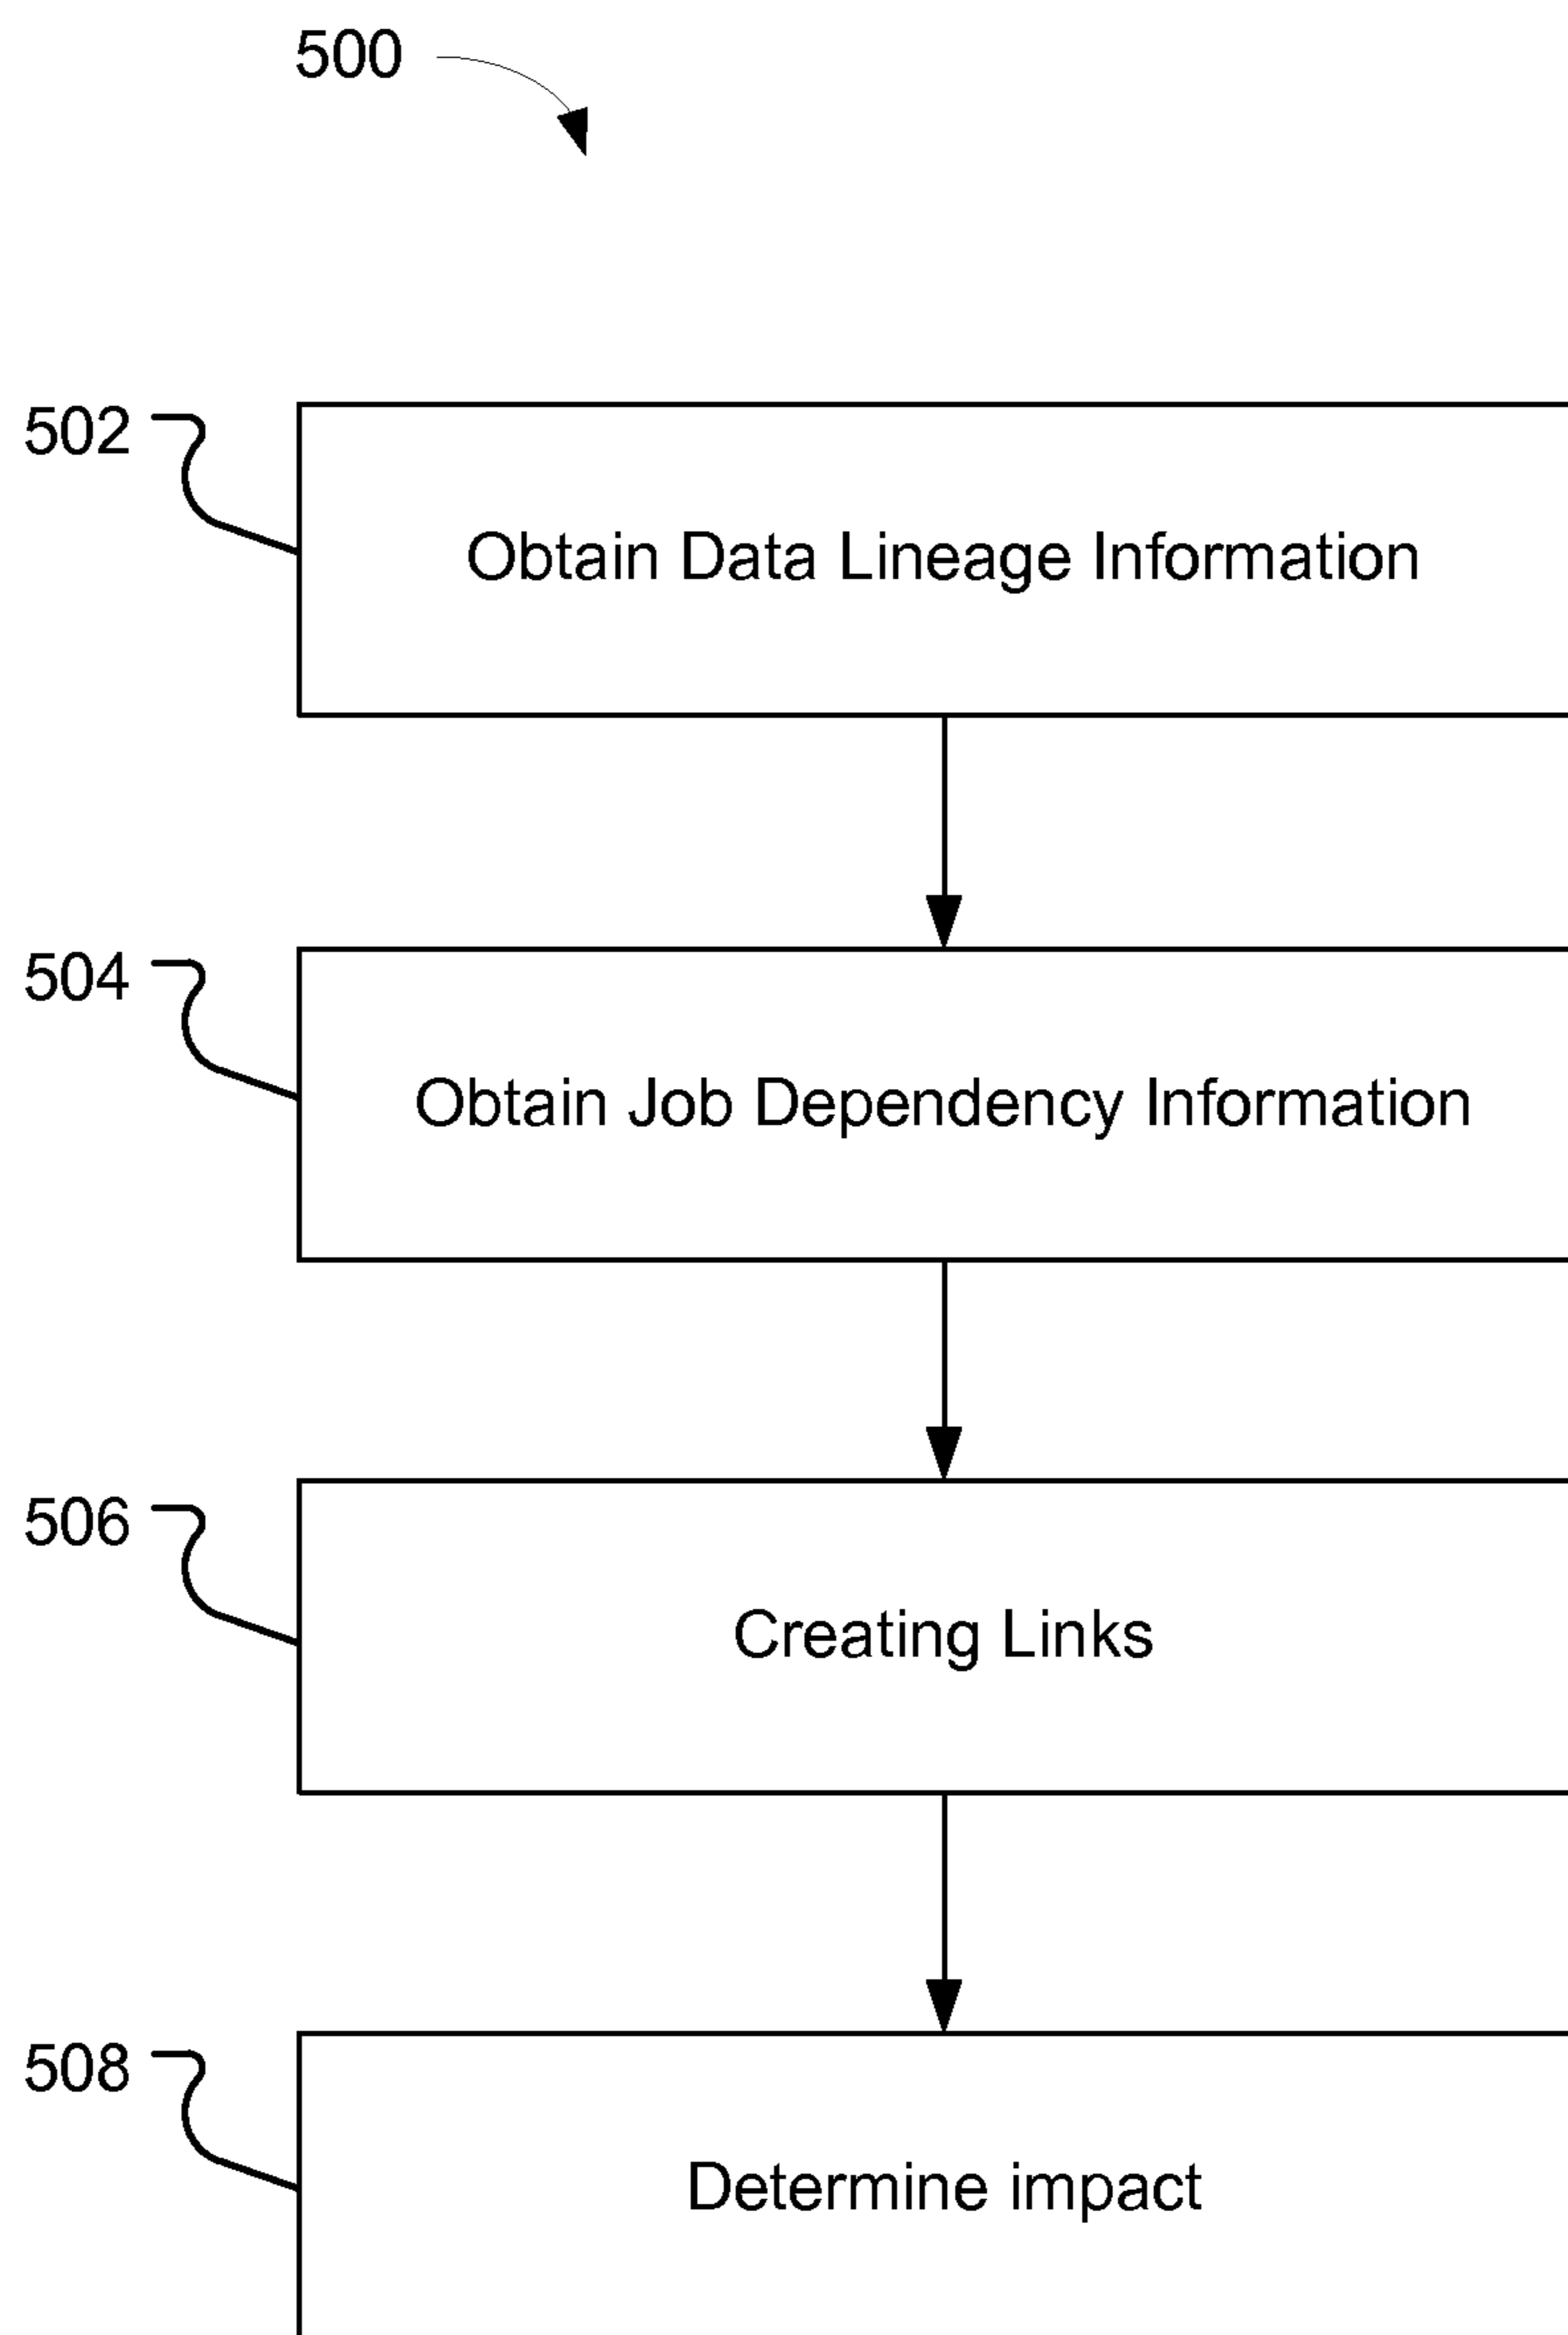 500
502
Obtain Data Lineage Information
504
Obtain Job Dependency Information
506
Creating Links
508
Determine impact